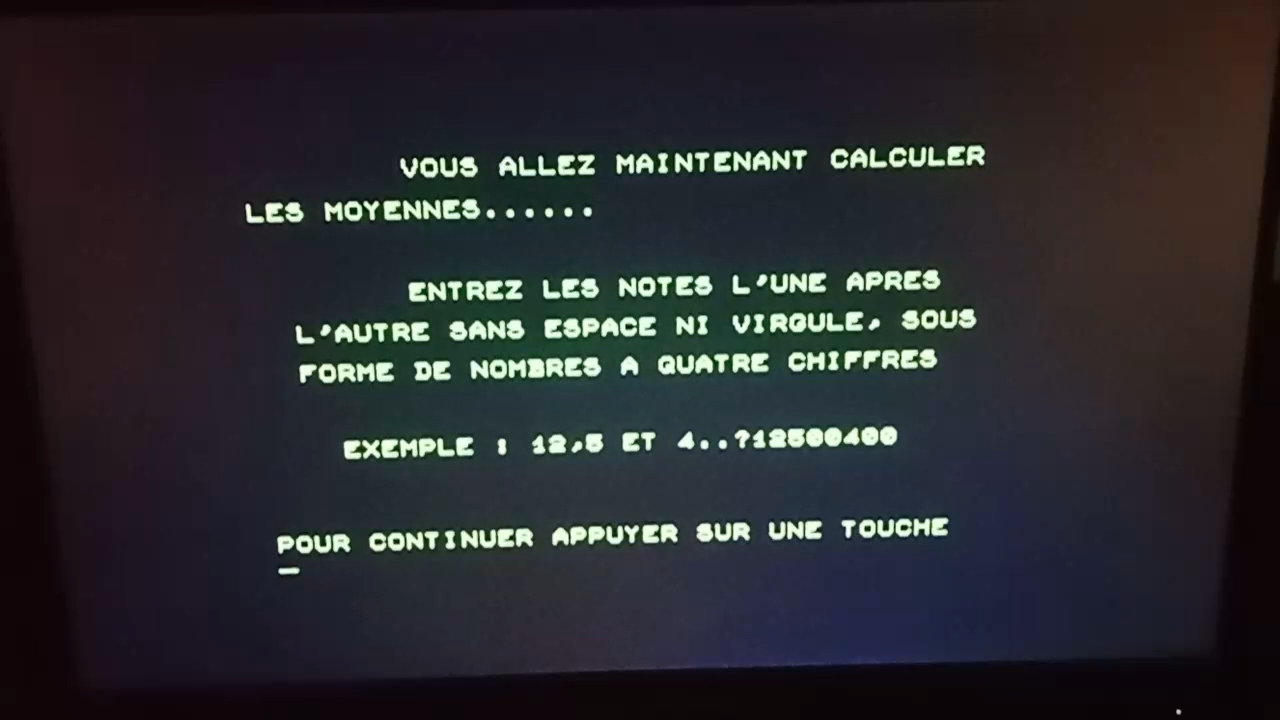 VOUS ALLEZ MAINTENANT CALCULER
LES MOYENNES......
ENTREZ LES NOTES L'UNE APRES
L'AUTRE SANS ESPACE NI VIRGULE, SOUS
FORME DE NOMBRES A QUATRE CHIFFRES
EXEMPLE : 12,5 ET 4..?12500400
POUR CONTINUER APPUYER SUR UNE TOUCHE